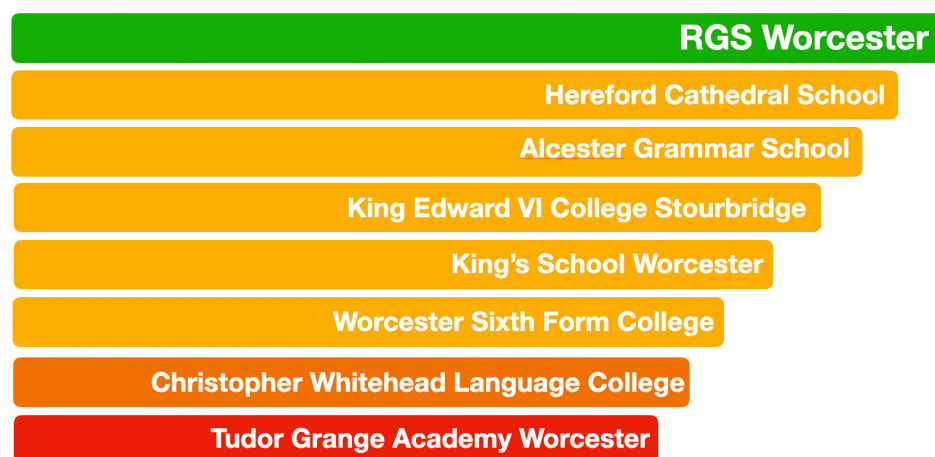 RGS Worcester
Hereford Cathedral School
Alcester Grammar School
King Edward VI College Stourbridge
King's School Worcester
Worcester Sixth Form College
Christopher Whitehead Language College
Tudor Grange Academy Worcester